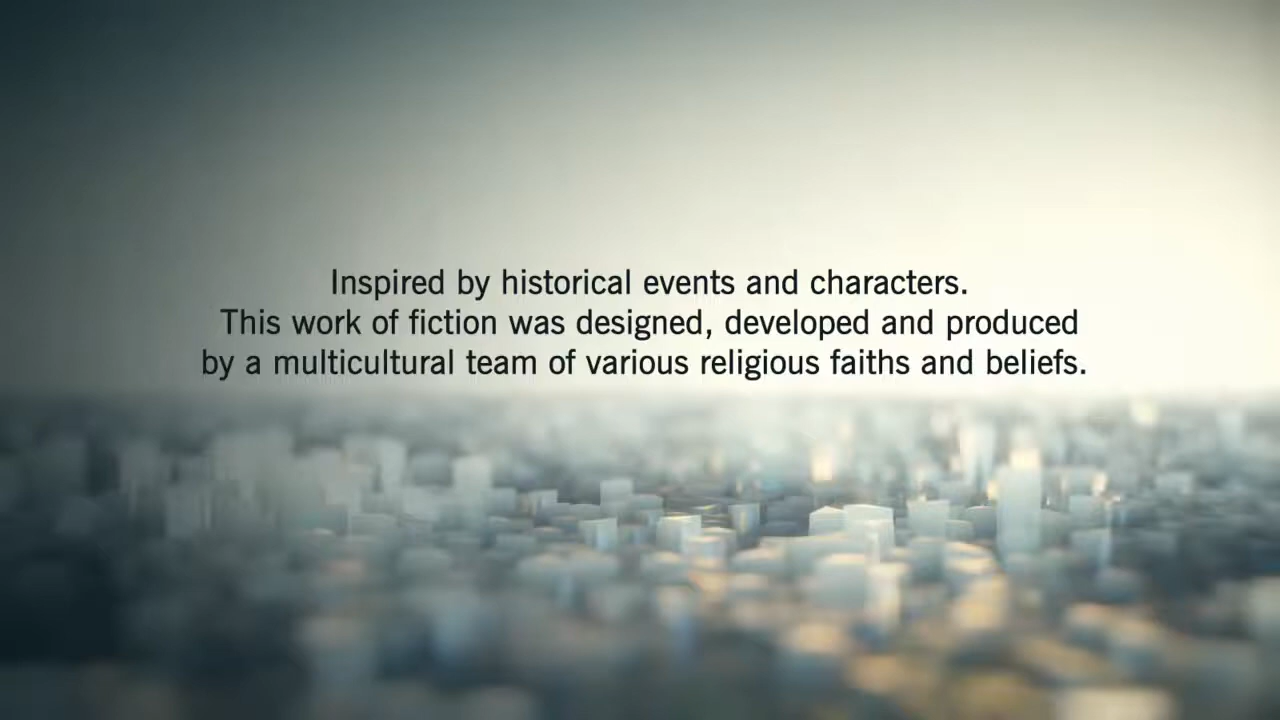 Inspired by historical events and characters.
This work of fiction was designed, developed and produced
by a multicultural team of various religious faiths and beliefs.